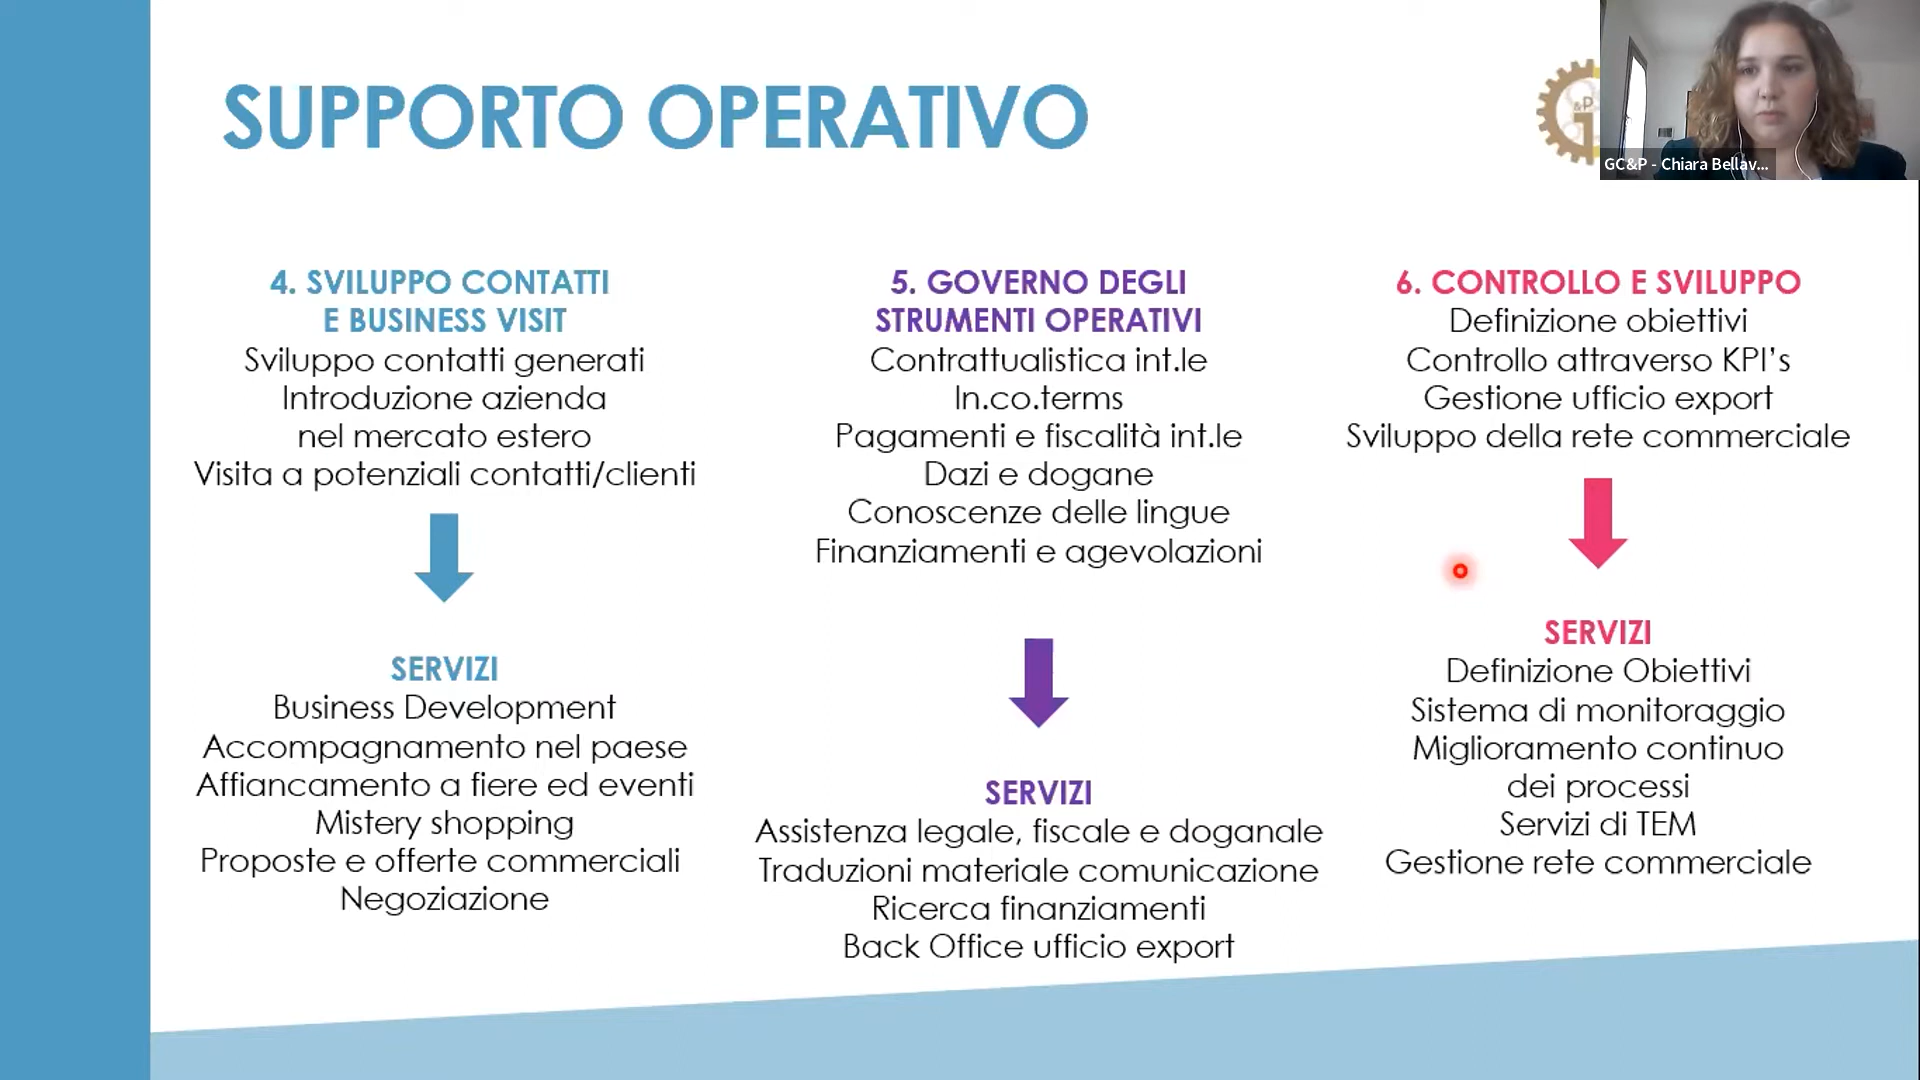 SUPPORTO OPERATIVO
&P
GC&P - Chiara Bellav...
4. SVILUPPO CONTATTI
E BUSINESS VISIT
Sviluppo contatti generati
Introduzione azienda
nel mercato estero
Visita a potenziali contatti/clienti
SERVIZI
Business Development
Accompagnamento nel paese
Affiancamento a fiere ed eventi
Mistery shopping
Proposte e offerte commerciali
Negoziazione
5. GOVERNO DEGLI
STRUMENTI OPERATIVI
Contrattualistica int.le
In.co.terms
Pagamenti e fiscalità int.le
Dazi e dogane
Conoscenze delle lingue
Finanziamenti e agevolazioni
SERVIZI
Assistenza legale, fiscale e doganale
Traduzioni materiale comunicazione
Ricerca finanziamenti
Back Office ufficio export
6. CONTROLLO E SVILUPPO
Definizione obiettivi
Controllo attraverso KPI’s
Gestione ufficio export
Sviluppo della rete commerciale
SERVIZI
Definizione Obiettivi
Sistema di monitoraggio
Miglioramento continuo
dei processi
Servizi di TEM
Gestione rete commerciale